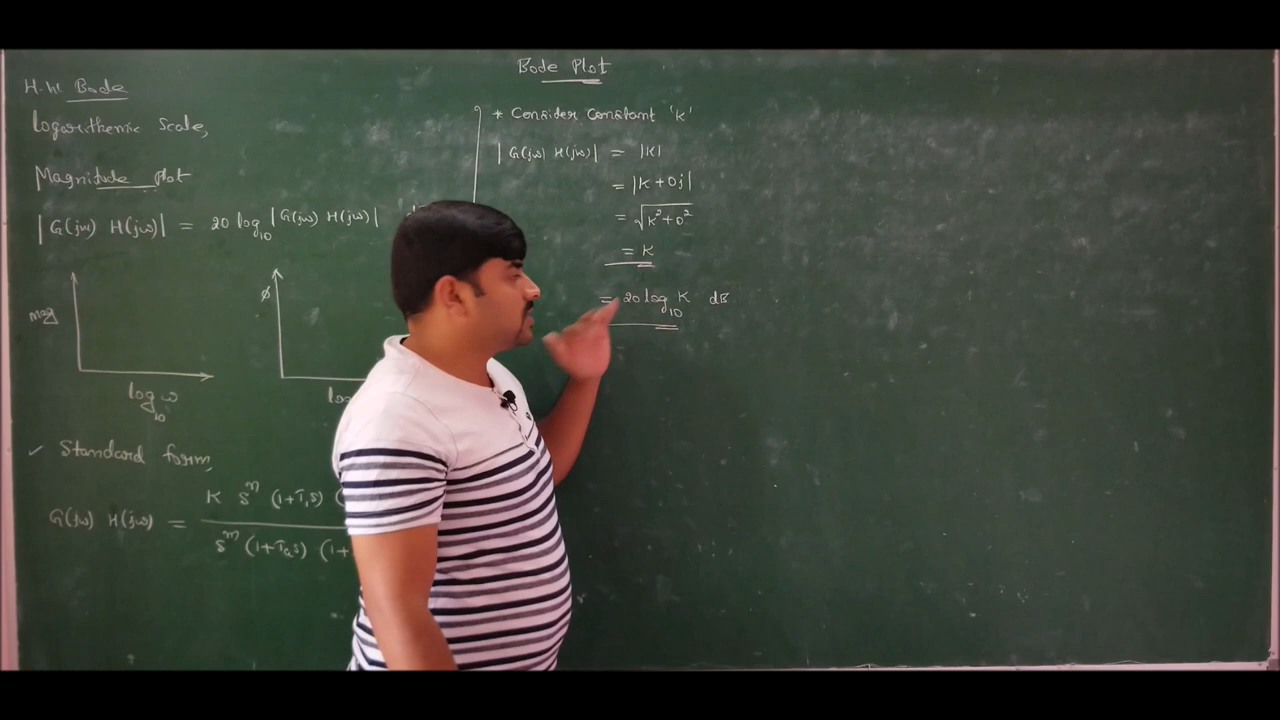 Bode Plot
H.W. Bode
Logarithemic Scale,
Magnitude Plot
|G(jω) H(jω)| = 20 log10 |G(jω) H(jω)|
Mag
log10 ω
ϕ
✓ Standard form,
G(jω) H(jω) = K S^n (1+T1S) (
S^m (1+Ta S) (1+
* Consider Constant 'K'
|G(jω) H(jω)| = |K|
= |K + 0j|
= √K²+0²
= K
= 20 log10 K dB